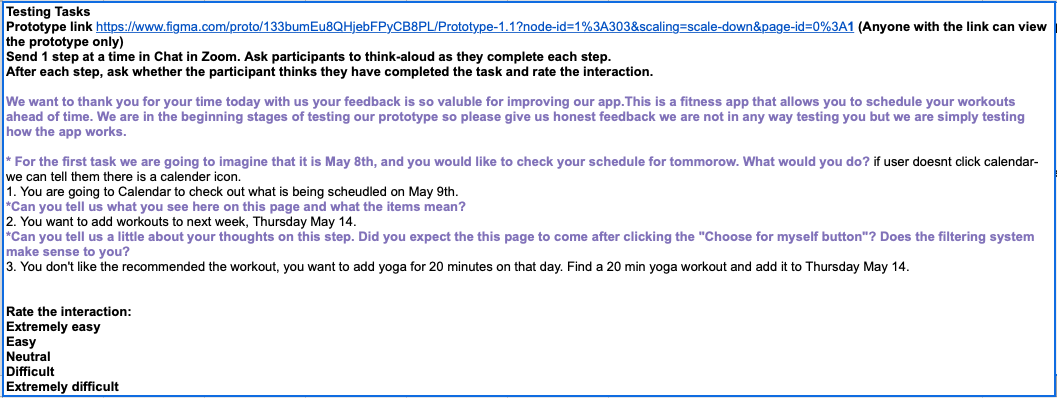 Testing Tasks
Prototype link https://www.figma.com/proto/133bumEu8QHjebFPyCB8PL/Prototype-1.1?node-id=1%3A303&scaling=scale-down&page-id=0%3A1 (Anyone with the link can view
the prototype only)
Send 1 step at a time in Chat in Zoom. Ask participants to think-aloud as they complete each step.
After each step, ask whether the participant thinks they have completed the task and rate the interaction.
We want to thank you for your time today with us your feedback is so valuble for improving our app.This is a fitness app that allows you to schedule your workouts
ahead of time. We are in the beginning stages of testing our prototype so please give us honest feedback we are not in any way testing you but we are simply testing
how the app works.
* For the first task we are going to imagine that it is May 8th, and you would like to check your schedule for tommorow. What would you do? if user doesnt click calendar-
we can tell them there is a calender icon.
1. You are going to Calendar to check out what is being scheudled on May 9th.
*Can you tell us what you see here on this page and what the items mean?
2. You want to add workouts to next week, Thursday May 14.
*Can you tell us a little about your thoughts on this step. Did you expect the this page to come after clicking the "Choose for myself button"? Does the filtering system
make sense to you?
3. You don't like the recommended the workout, you want to add yoga for 20 minutes on that day. Find a 20 min yoga workout and add it to Thursday May 14.
Rate the interaction:
Extremely easy
Easy
Neutral
Difficult
Extremely difficult